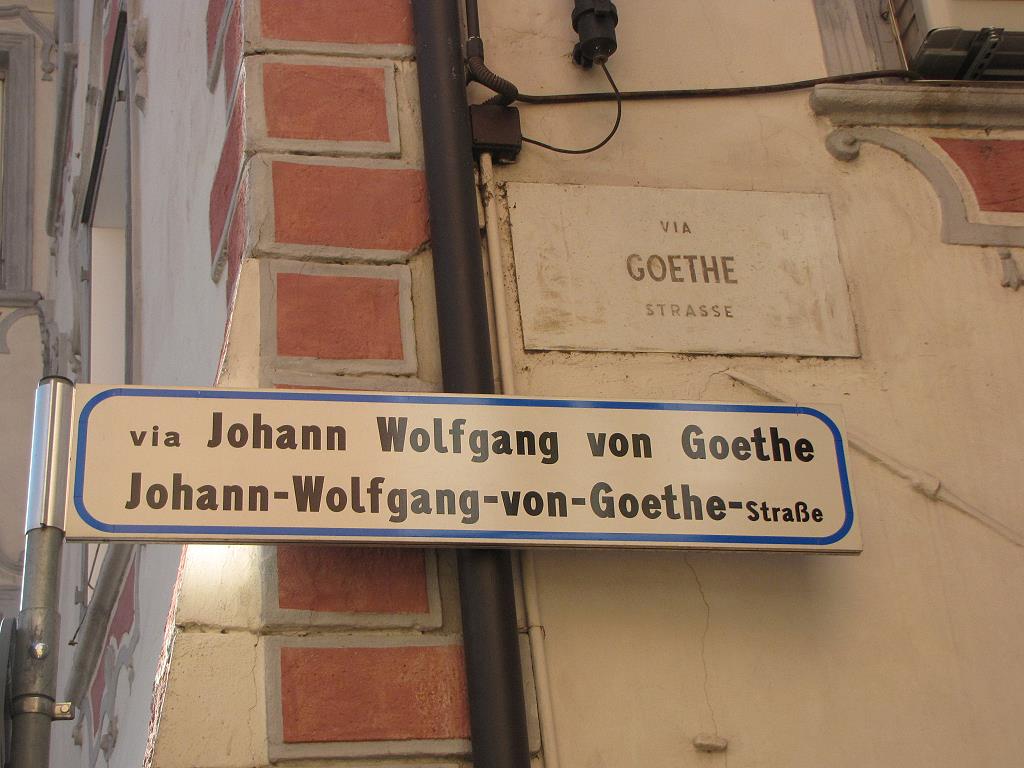 VIA
GOETHE
STRASSE
via Johann Wolfgang von Goethe
Johann-Wolfgang-von-Goethe-Straße